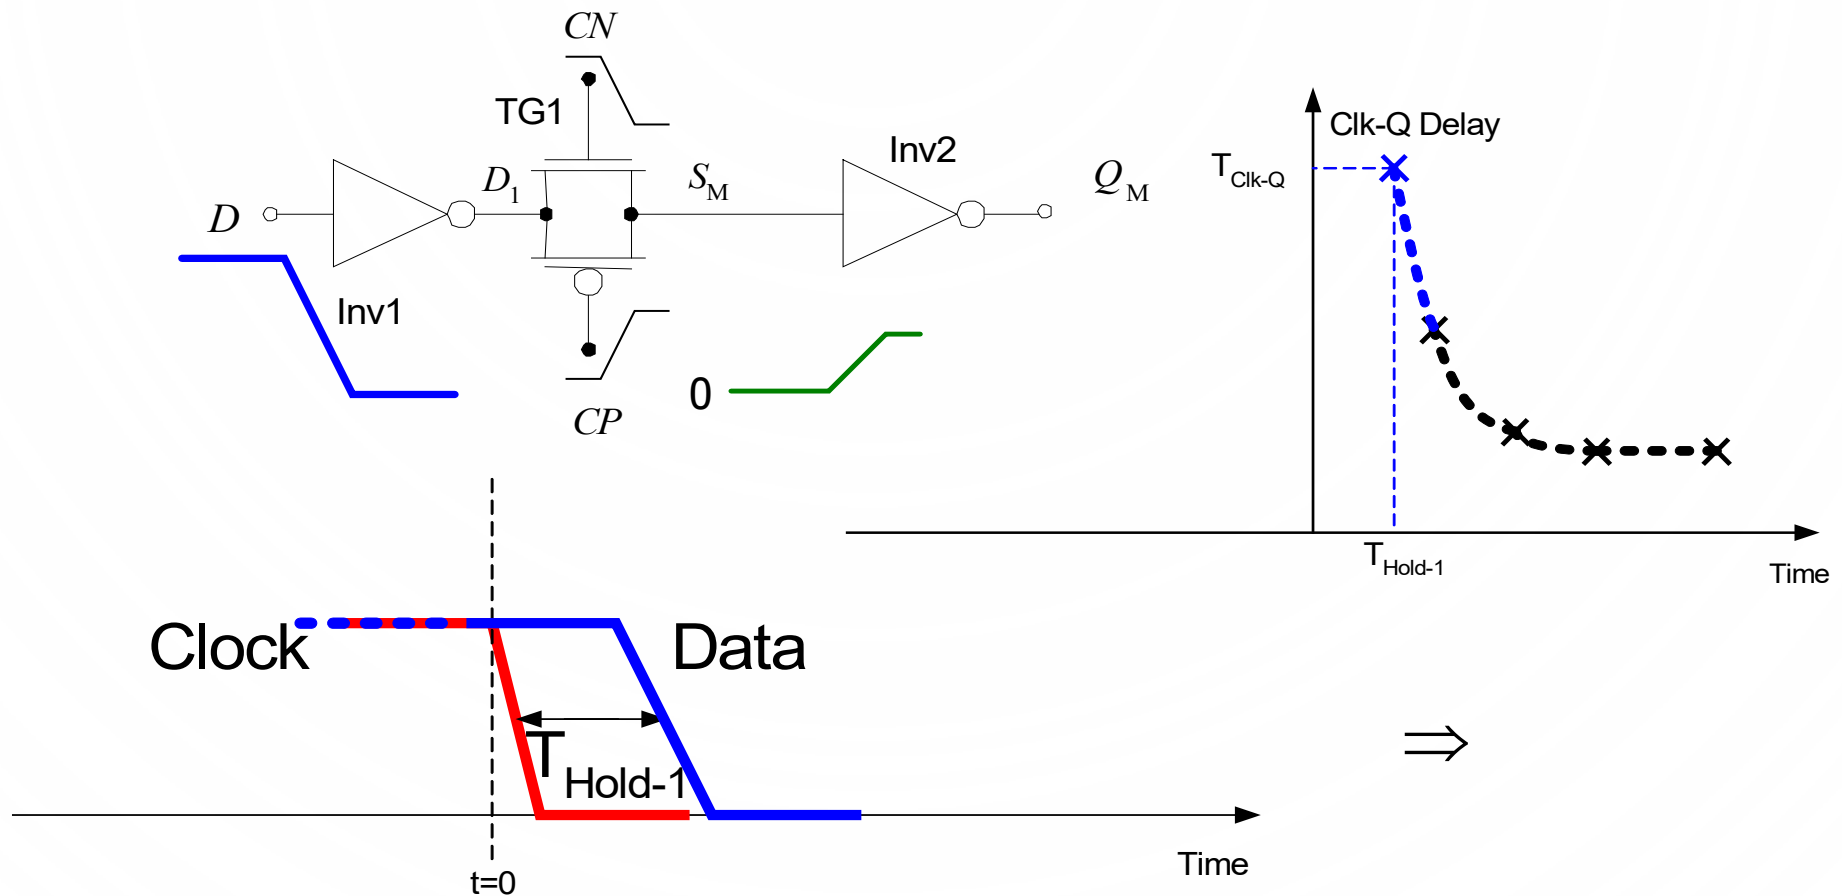 CN
TG1
Inv2
D
D1
SM
QM
Inv1
0
CP
Clk-Q Delay
TClk-Q
THold-1
Time
Clock
Data
THold-1
⇒
Time
t=0